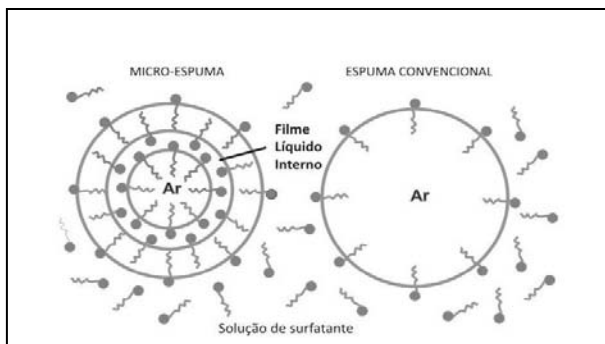 MICRO-ESPUMA
ESPUMA CONVENCIONAL
Filme
Líquido
Interno
Ar
Ar
Solução de surfatante